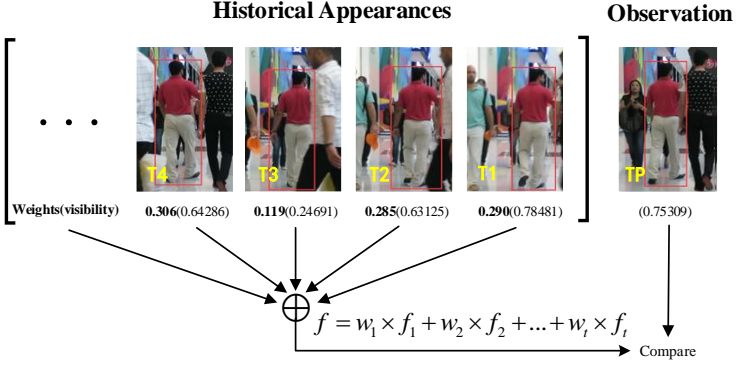 Historical Appearances
Observation
. . .
T4
T3
T2
T1
TP
Weights(visibility)
0.306(0.64286)
0.119(0.24691)
0.285(0.63125)
0.290(0.78481)
(0.75309)
f = w₁ × f₁ + w₂ × f₂ + ... + wₜ × fₜ
Compare